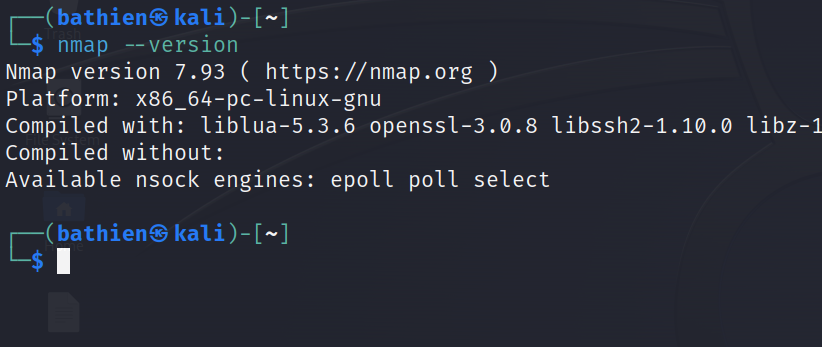 ┌──(bathien㉿kali)-[~]
└─$ nmap --version
Nmap version 7.93 ( https://nmap.org )
Platform: x86_64-pc-linux-gnu
Compiled with: liblua-5.3.6 openssl-3.0.8 libssh2-1.10.0 libz-1
Compiled without:
Available nsock engines: epoll poll select
┌──(bathien㉿kali)-[~]
└─$